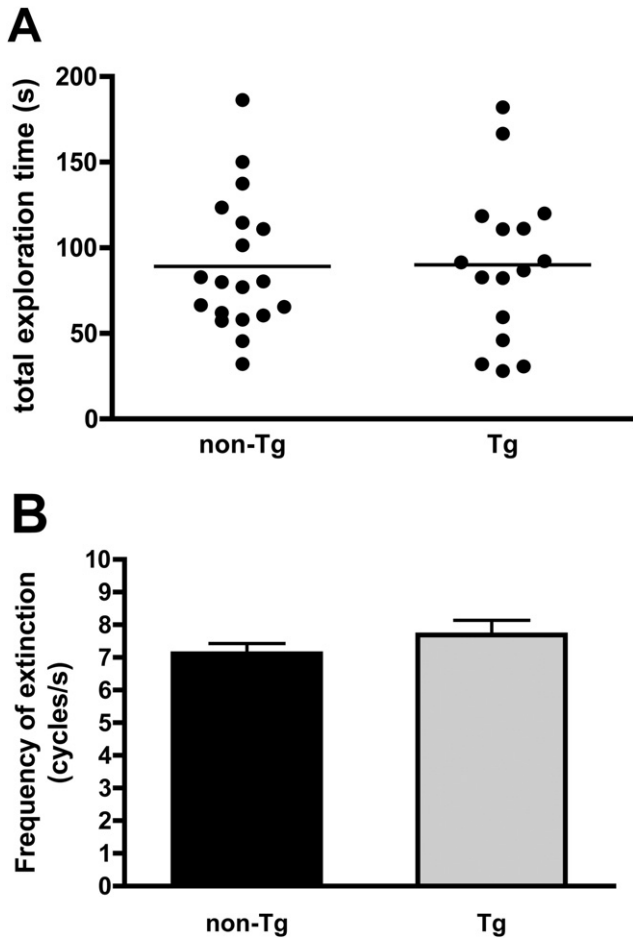 A
total exploration time (s)
200
150
100
50
0
non-Tg Tg
B
Frequency of extinction
(cycles/s)
10
9
8
7
6
5
4
3
2
1
0
non-Tg Tg